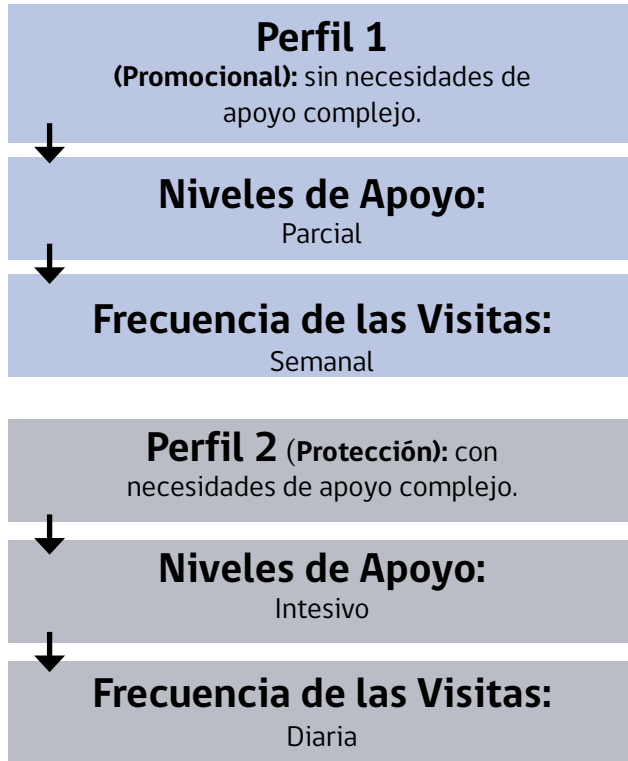 Perfil 1
(Promocional): sin necesidades de
apoyo complejo.
Niveles de Apoyo:
Parcial
Frecuencia de las Visitas:
Semanal
Perfil 2 (Protección): con
necesidades de apoyo complejo.
Niveles de Apoyo:
Intesivo
Frecuencia de las Visitas:
Diaria